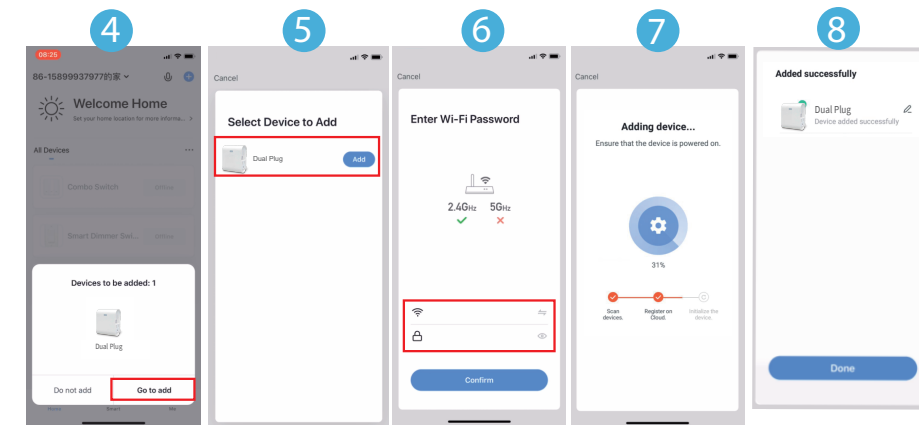 4
08:25
86-15899937977的家
Welcome Home
Set your home location for more informa...
All Devices
Combo Switch
Offline
Smart Dimmer Swi...
Offline
Devices to be added: 1
Dual Plug
Do not add
Go to add
Home
Smart
Me
5
Cancel
Select Device to Add
Dual Plug
Add
6
Cancel
Enter Wi-Fi Password
2.4GHz
5GHz
Confirm
7
Cancel
Adding device...
Ensure that the device is powered on.
31%
Scan
devices.
Register on
Cloud.
Initialize the
device.
8
Added successfully
Dual Plug
Device added successfully
Done